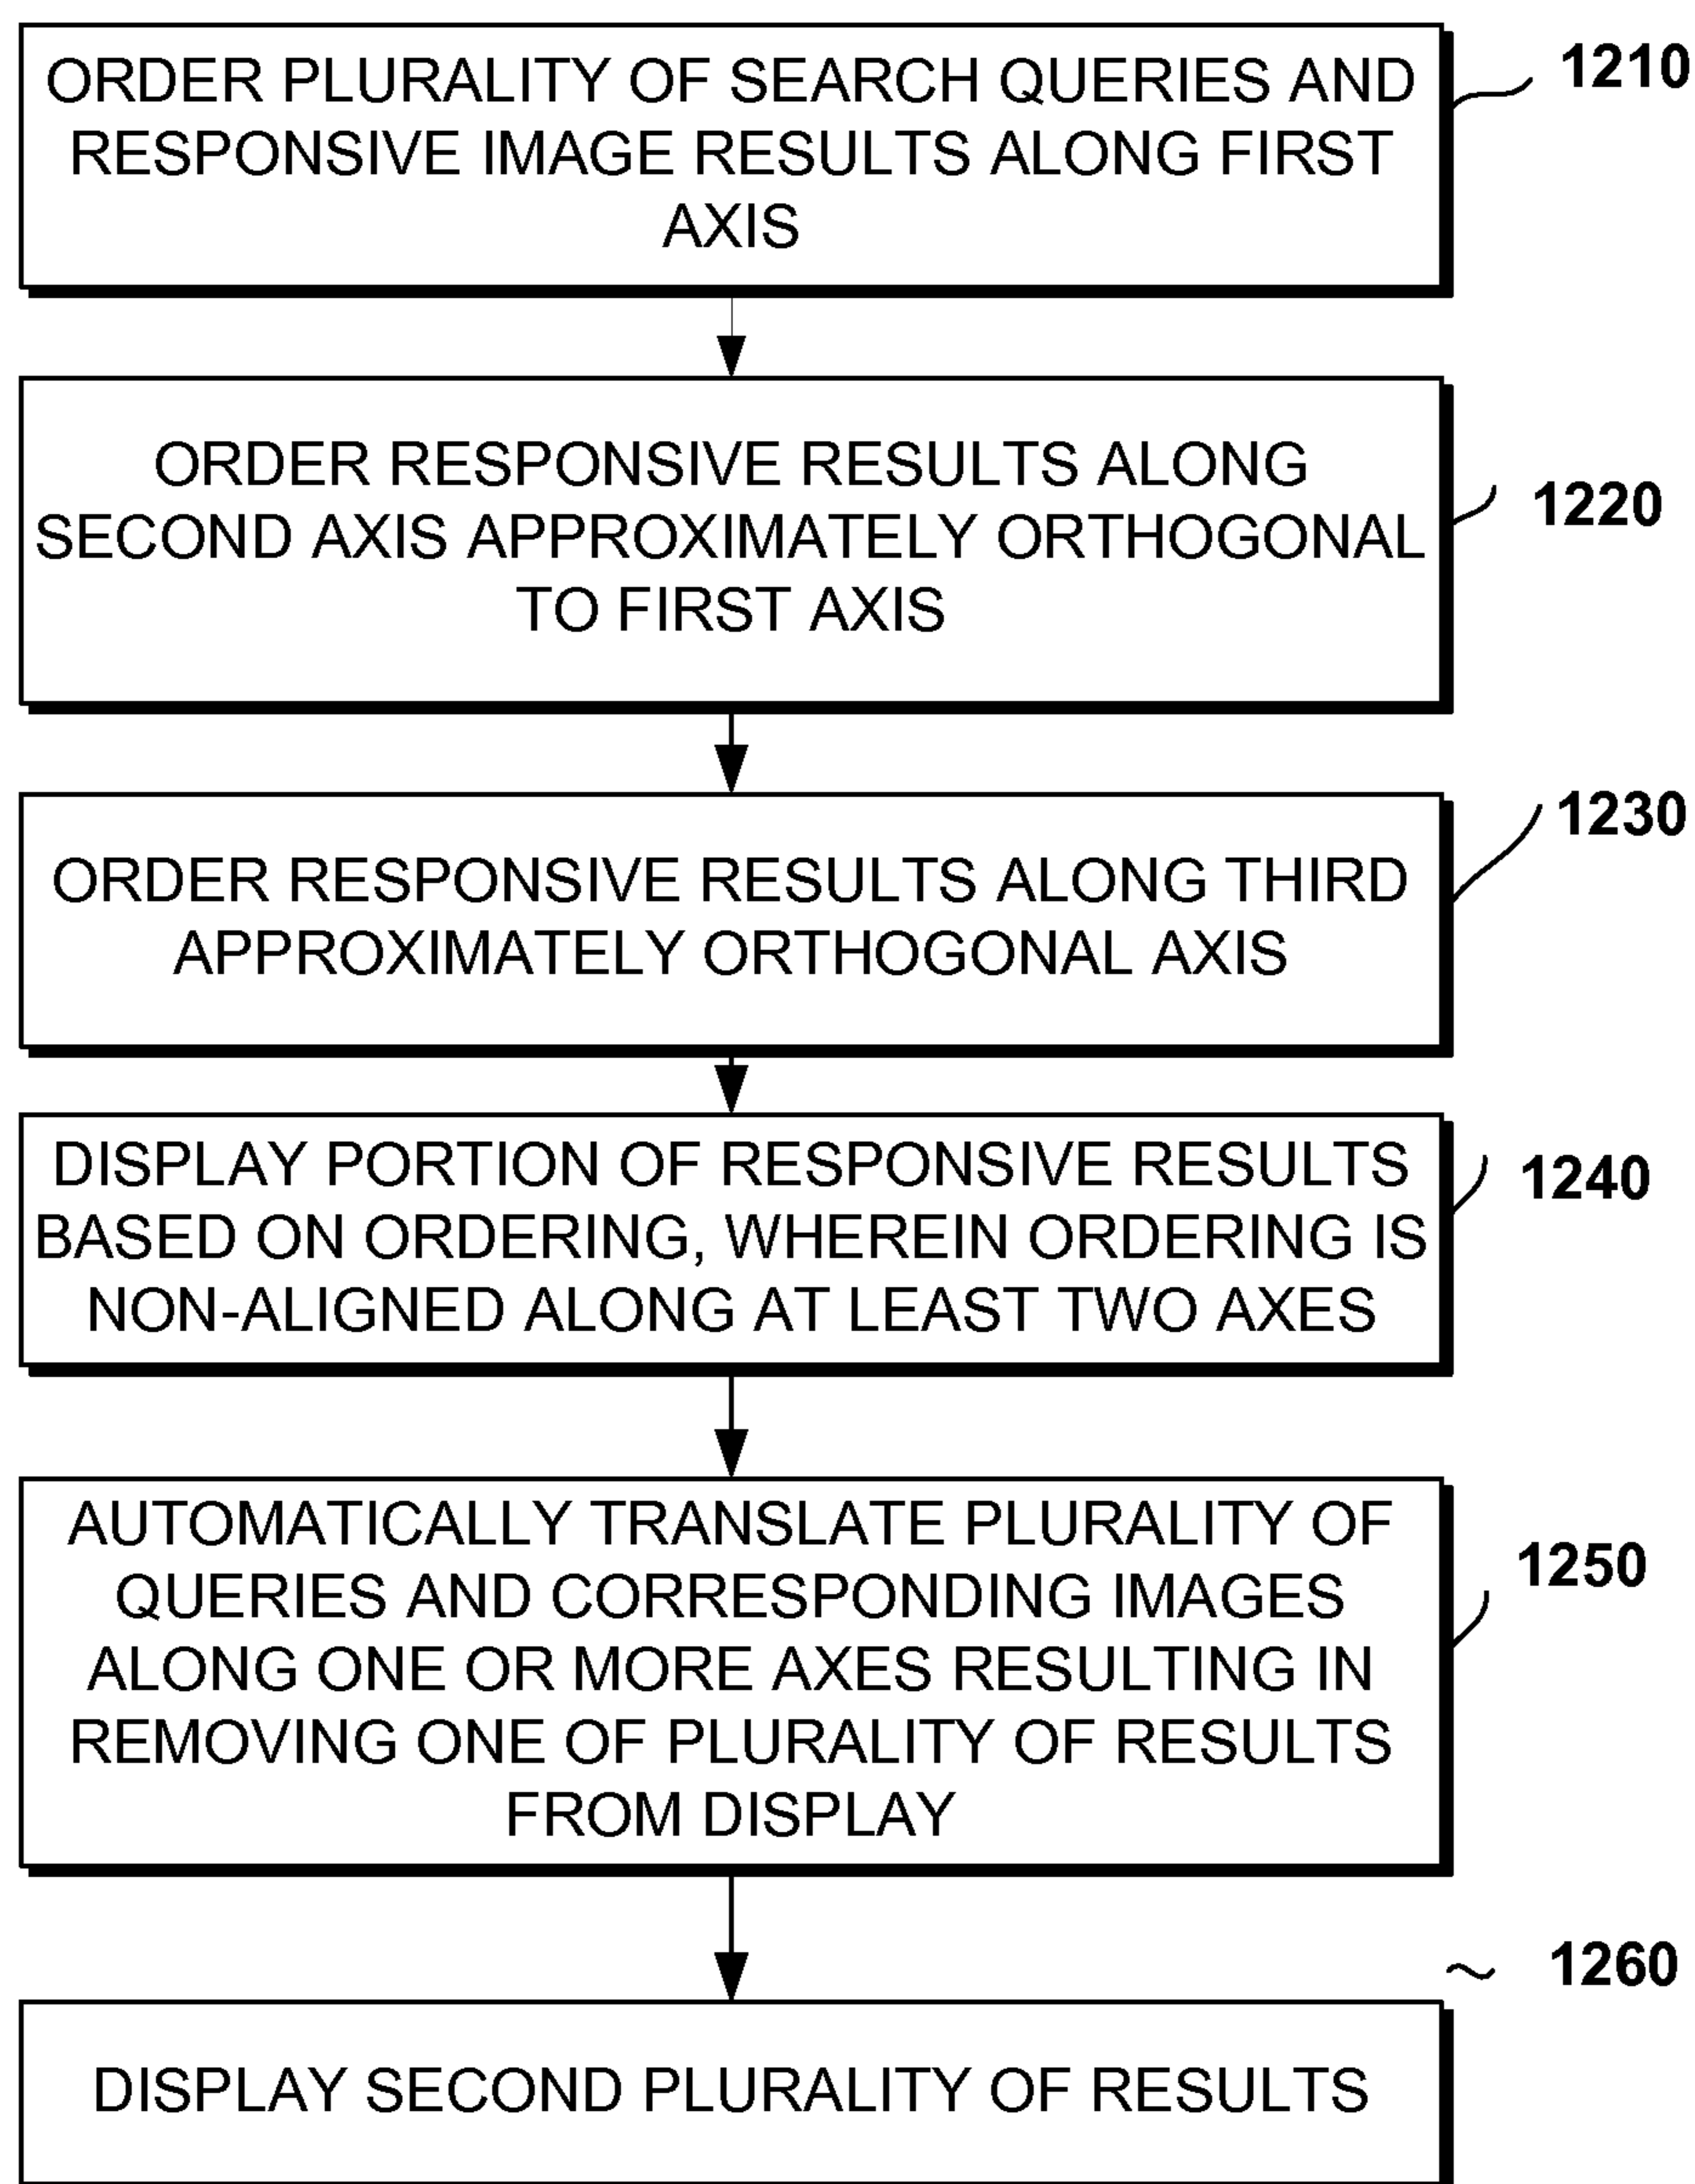 ORDER PLURALITY OF SEARCH QUERIES AND
RESPONSIVE IMAGE RESULTS ALONG FIRST
AXIS
1210
ORDER RESPONSIVE RESULTS ALONG
SECOND AXIS APPROXIMATELY ORTHOGONAL
TO FIRST AXIS
1220
ORDER RESPONSIVE RESULTS ALONG THIRD
APPROXIMATELY ORTHOGONAL AXIS
1230
DISPLAY PORTION OF RESPONSIVE RESULTS
BASED ON ORDERING, WHEREIN ORDERING IS
NON-ALIGNED ALONG AT LEAST TWO AXES
1240
AUTOMATICALLY TRANSLATE PLURALITY OF
QUERIES AND CORRESPONDING IMAGES
ALONG ONE OR MORE AXES RESULTING IN
REMOVING ONE OF PLURALITY OF RESULTS
FROM DISPLAY
1250
1260
DISPLAY SECOND PLURALITY OF RESULTS